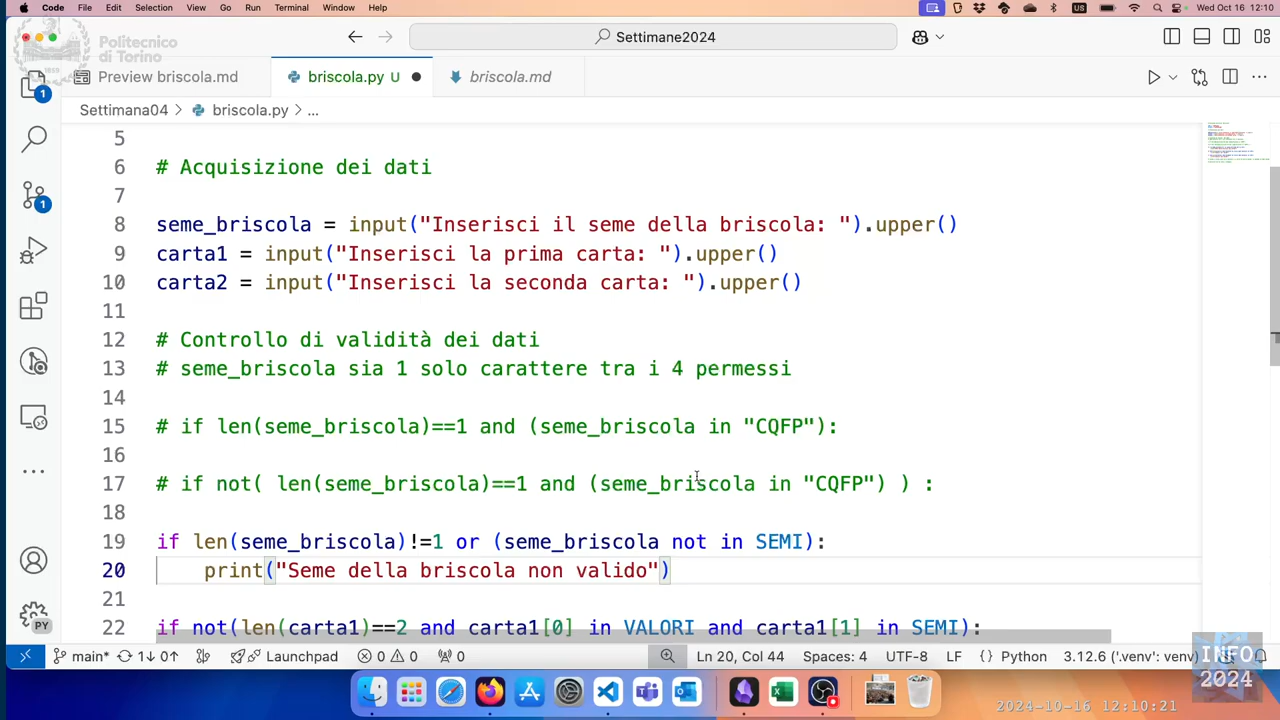 Code File Edit Selection View Go Run Terminal Window Help US Wed Oct 16 12:10
Politecnico di Torino
Settimane2024
Preview briscola.md briscola.py U briscola.md
Settimana04 > briscola.py > ...
5
6 # Acquisizione dei dati
7
8 seme_briscola = input("Inserisci il seme della briscola: ").upper()
9 carta1 = input("Inserisci la prima carta: ").upper()
10 carta2 = input("Inserisci la seconda carta: ").upper()
11
12 # Controllo di validità dei dati
13 # seme_briscola sia 1 solo carattere tra i 4 permessi
14
15 # if len(seme_briscola)==1 and (seme_briscola in "CQFP"):
16
17 # if not( len(seme_briscola)==1 and (seme_briscola in "CQFP") ) :
18
19 if len(seme_briscola)!=1 or (seme_briscola not in SEMI):
20 print("Seme della briscola non valido")
21
22 if not(len(carta1)==2 and carta1[0] in VALORI and carta1[1] in SEMI):
1
1
PY
main* 1↓ 0↑ Launchpad 0 0 0 Ln 20, Col 44 Spaces: 4 UTF-8 LF {} Python 3.12.6 ('.venv': venv)
INFO
2024
2024-10-16 12:10:21